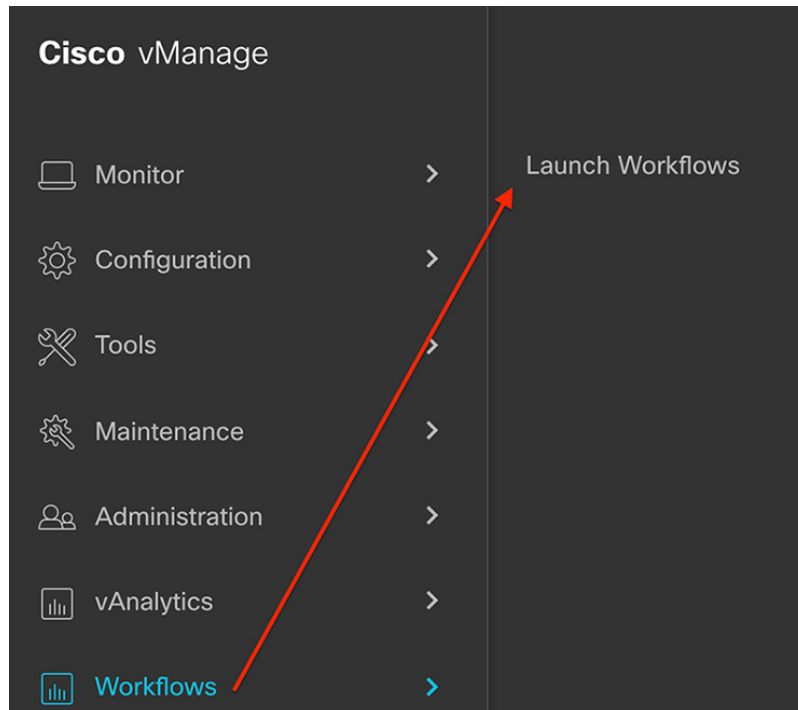 Cisco vManage
Monitor
Configuration
Tools
Maintenance
Administration
vAnalytics
Workflows
Launch Workflows